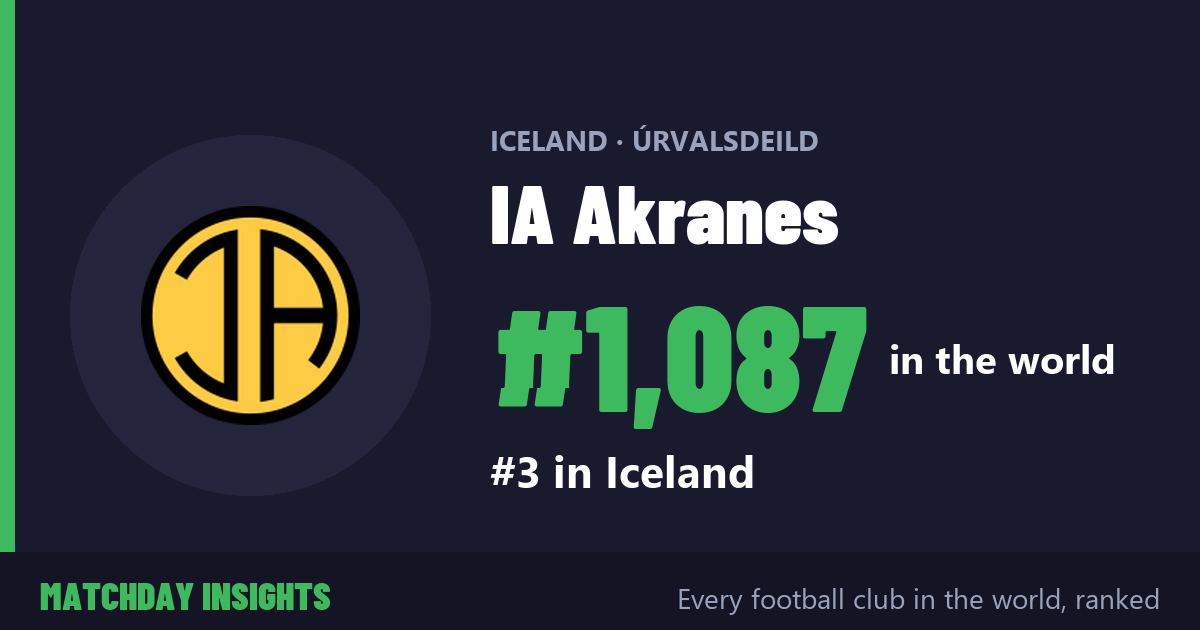 ICELAND · ÚRVALSDEILD
IA Akranes
#1,087 in the world
#3 in Iceland
IA
MATCHDAY INSIGHTS
Every football club in the world, ranked